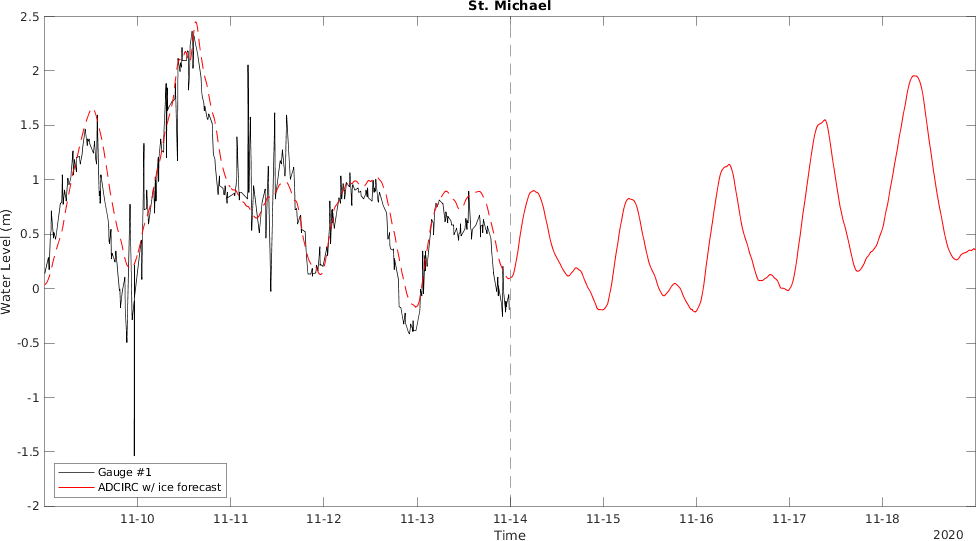 St. Michael
2.5
2
1.5
1
0.5
0
-0.5
-1
-1.5
-2
Water Level (m)
Gauge #1
ADCIRC w/ ice forecast
11-10 11-11 11-12 11-13 11-14 11-15 11-16 11-17 11-18
Time
2020